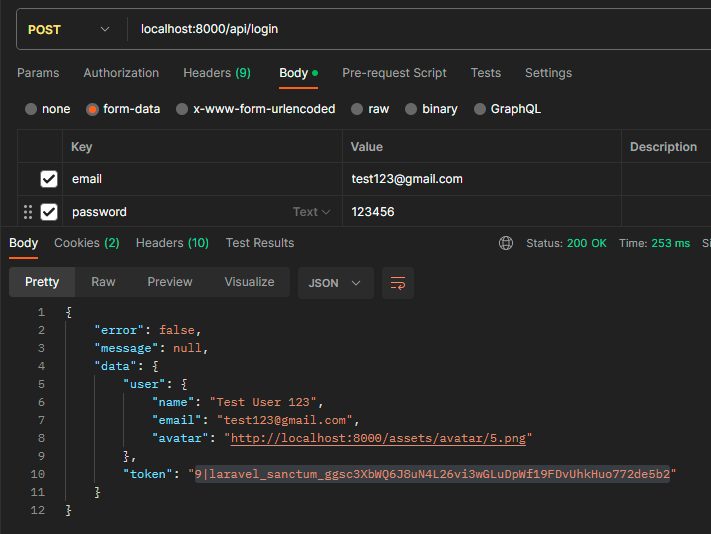 POST localhost:8000/api/login
Params Authorization Headers (9) Body Pre-request Script Tests Settings
none form-data x-www-form-urlencoded raw binary GraphQL
Key Value Description
email test123@gmail.com
password Text 123456
Body Cookies (2) Headers (10) Test Results Status: 200 OK Time: 253 ms Si
Pretty Raw Preview Visualize JSON
1 {
2 "error": false,
3 "message": null,
4 "data": {
5 "user": {
6 "name": "Test User 123",
7 "email": "test123@gmail.com",
8 "avatar": "http://localhost:8000/assets/avatar/5.png"
9 },
10 "token": "9|laravel_sanctum_ggsc3XbWQ6J8uN4L26vi3wGLuDpWf19FDvUhkHuo772de5b2"
11 }
12 }